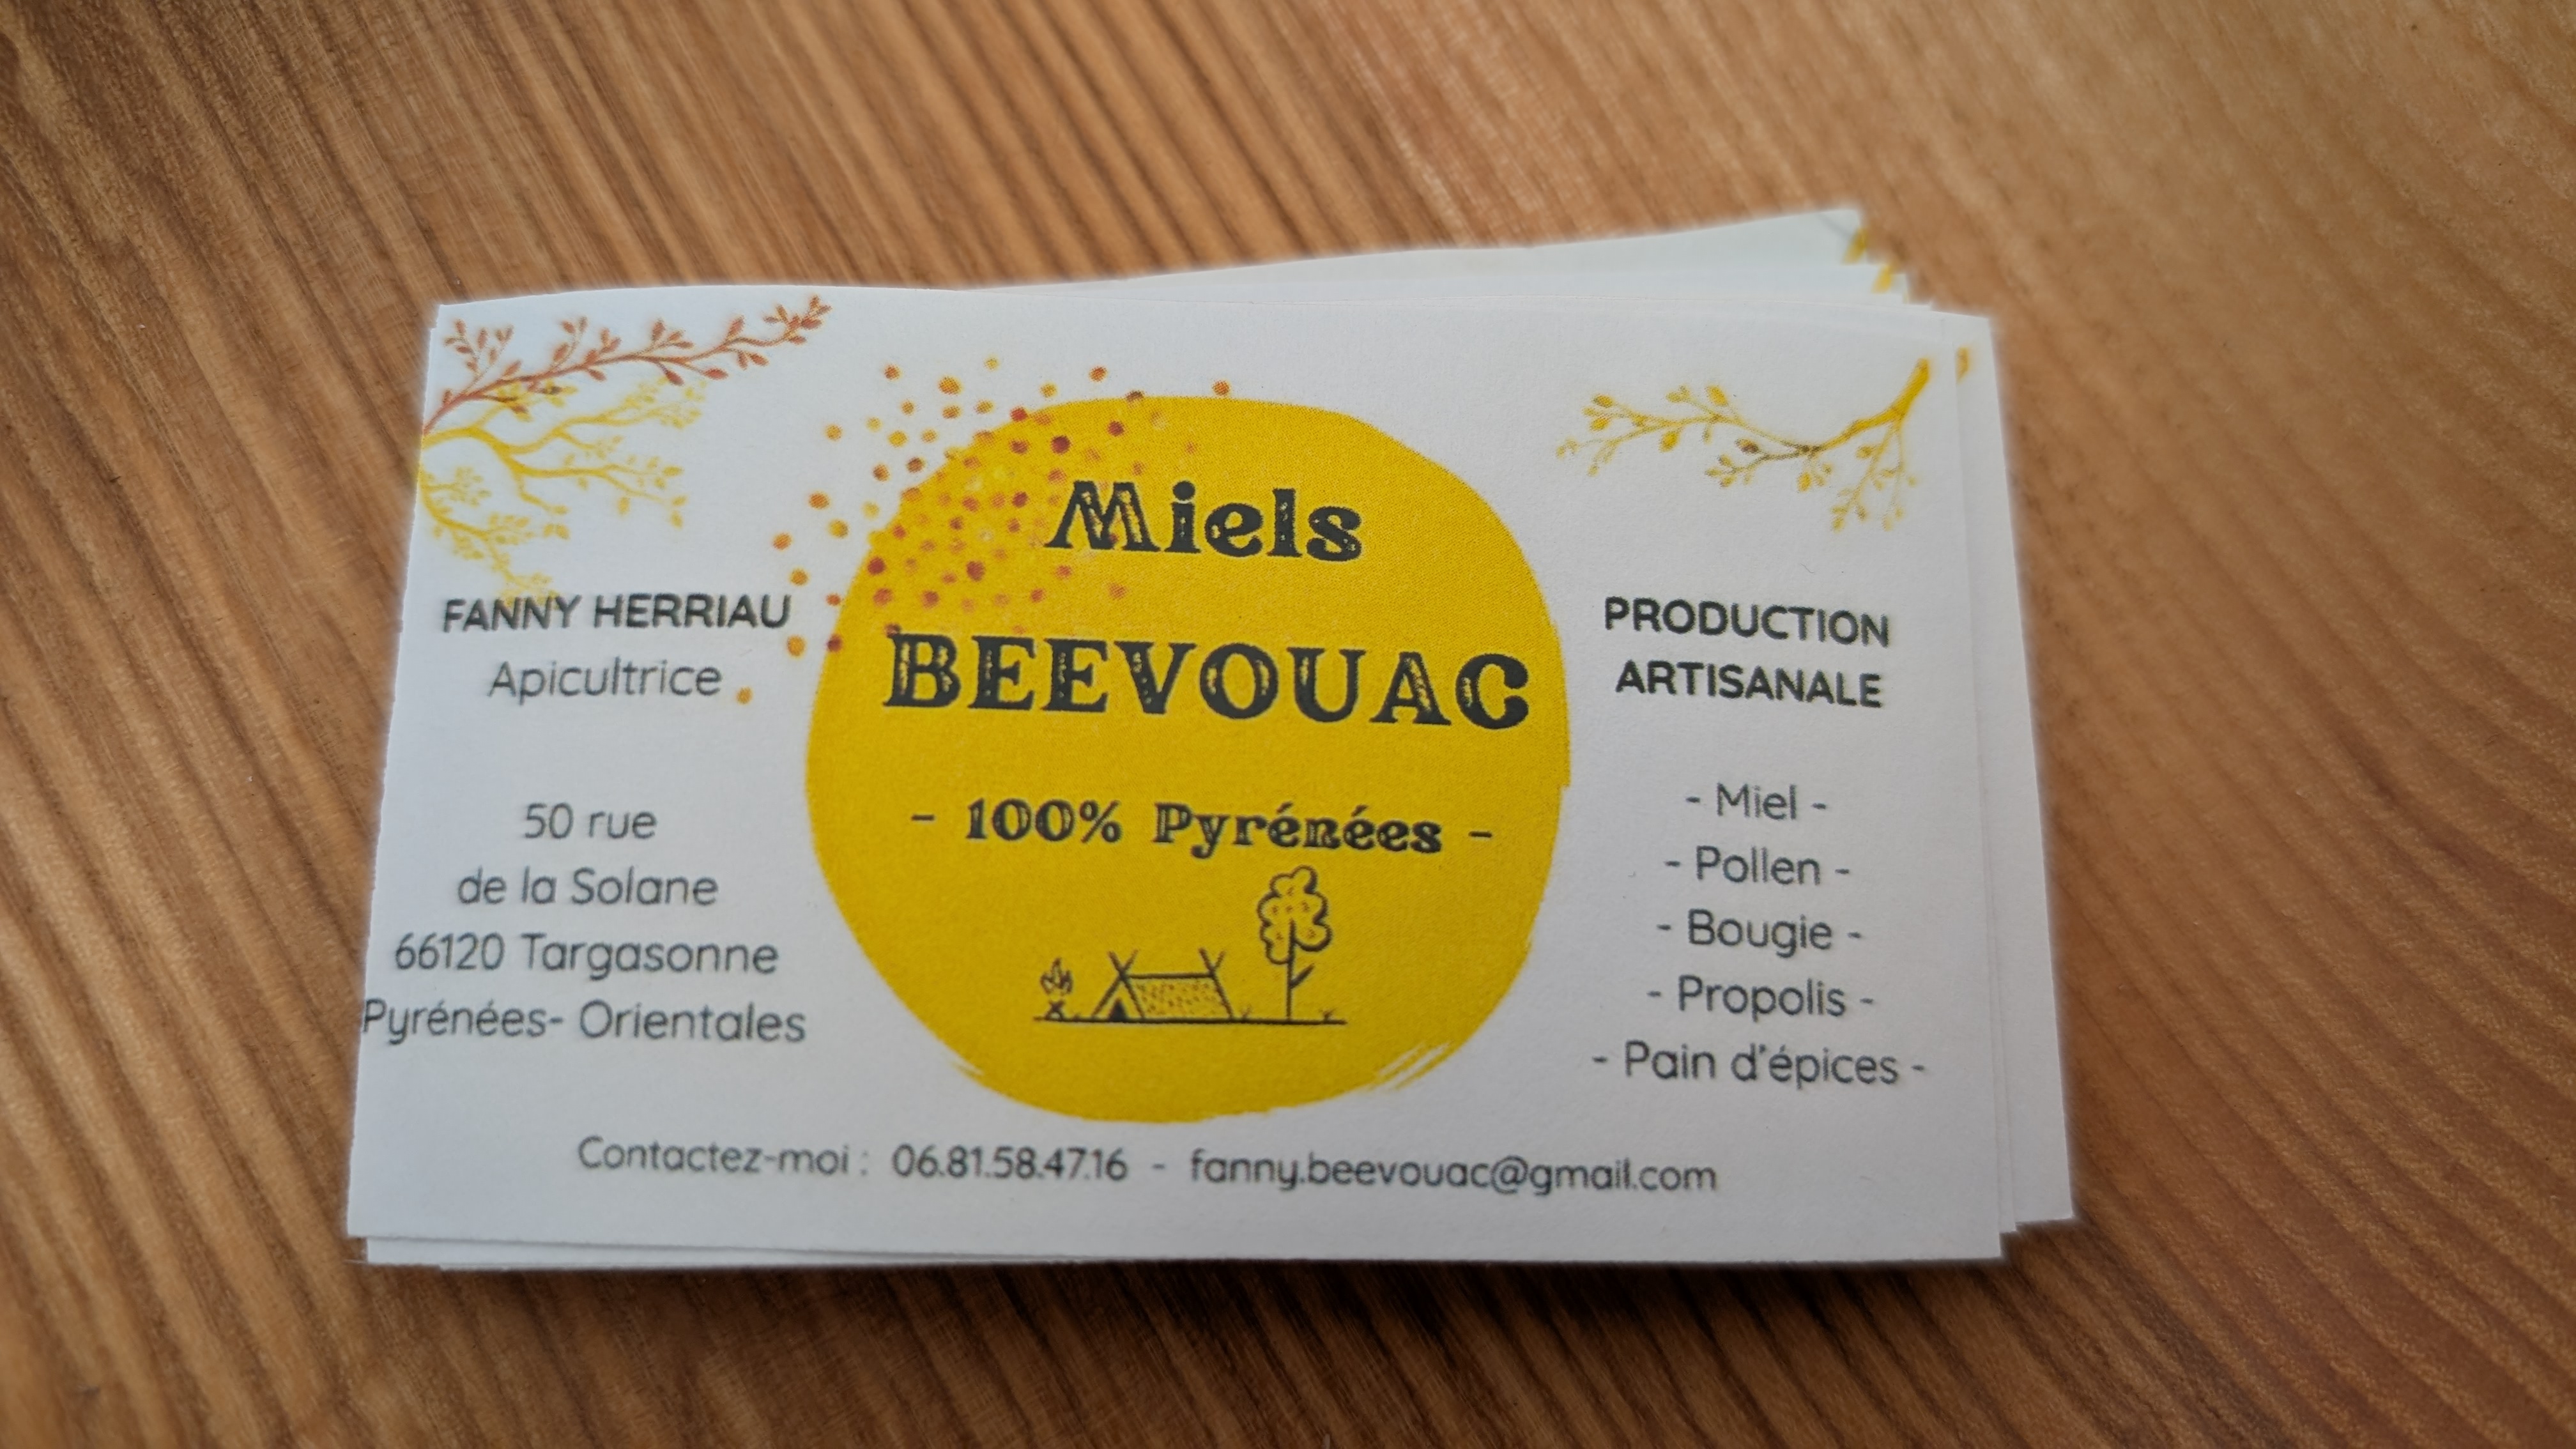 Miels
BEEVOUAC
- 100% Pyrénées -
FANNY HERRIAU
Apicultrice
50 rue
de la Solane
66120 Targasonne
Pyrénées- Orientales
PRODUCTION
ARTISANALE
- Miel -
- Pollen -
- Bougie -
- Propolis -
- Pain d'épices -
Contactez-moi : 06.81.58.47.16 - fanny.beevouac@gmail.com